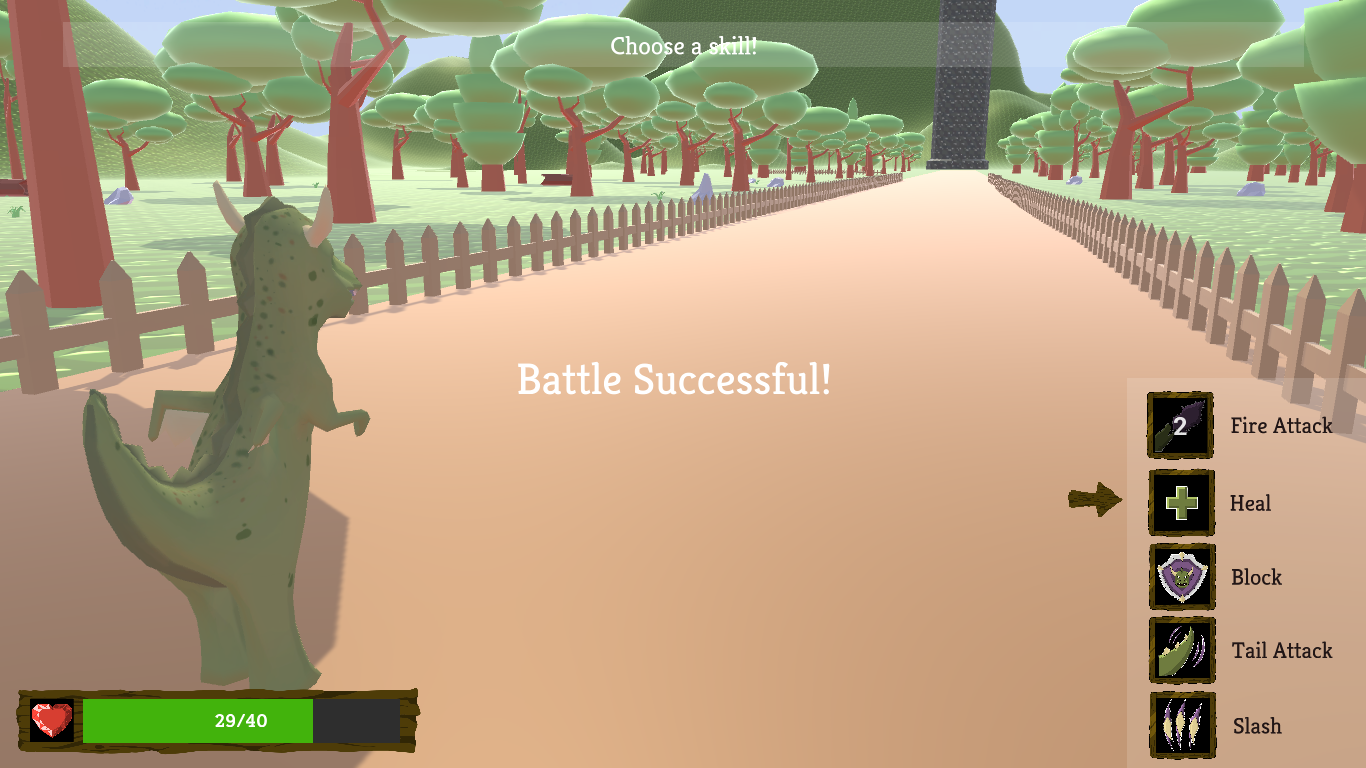 Choose a skill!
Battle Successful!
2
Fire Attack
Heal
Block
Tail Attack
Slash
29/40